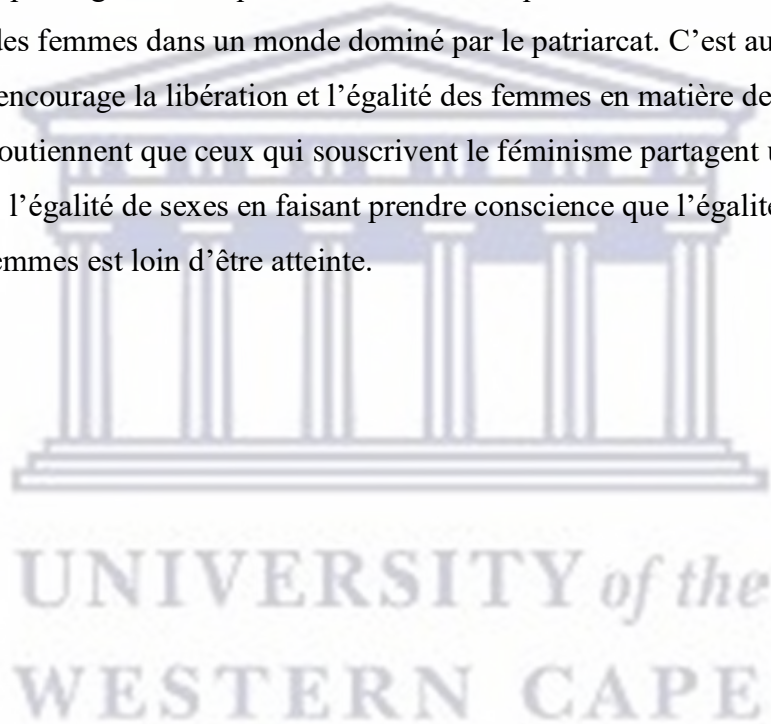 les femmes dans un monde dominé par le patriarcat. C’est au
encourage la libération et l’égalité des femmes en matière de
outiennent que ceux qui souscrivent le féminisme partagent u
l’égalité de sexes en faisant prendre conscience que l’égalité
emmes est loin d’être atteinte.
UNIVERSITY of the
WESTERN CAPE